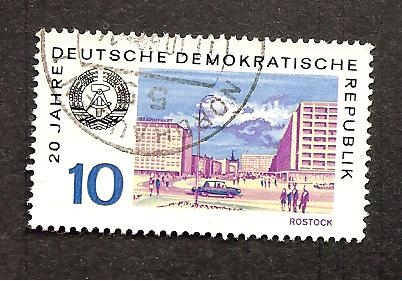 20 JAHRE
DEUTSCHE DEMOKRATISCHE
REPUBLIK
10
ROSTOCK